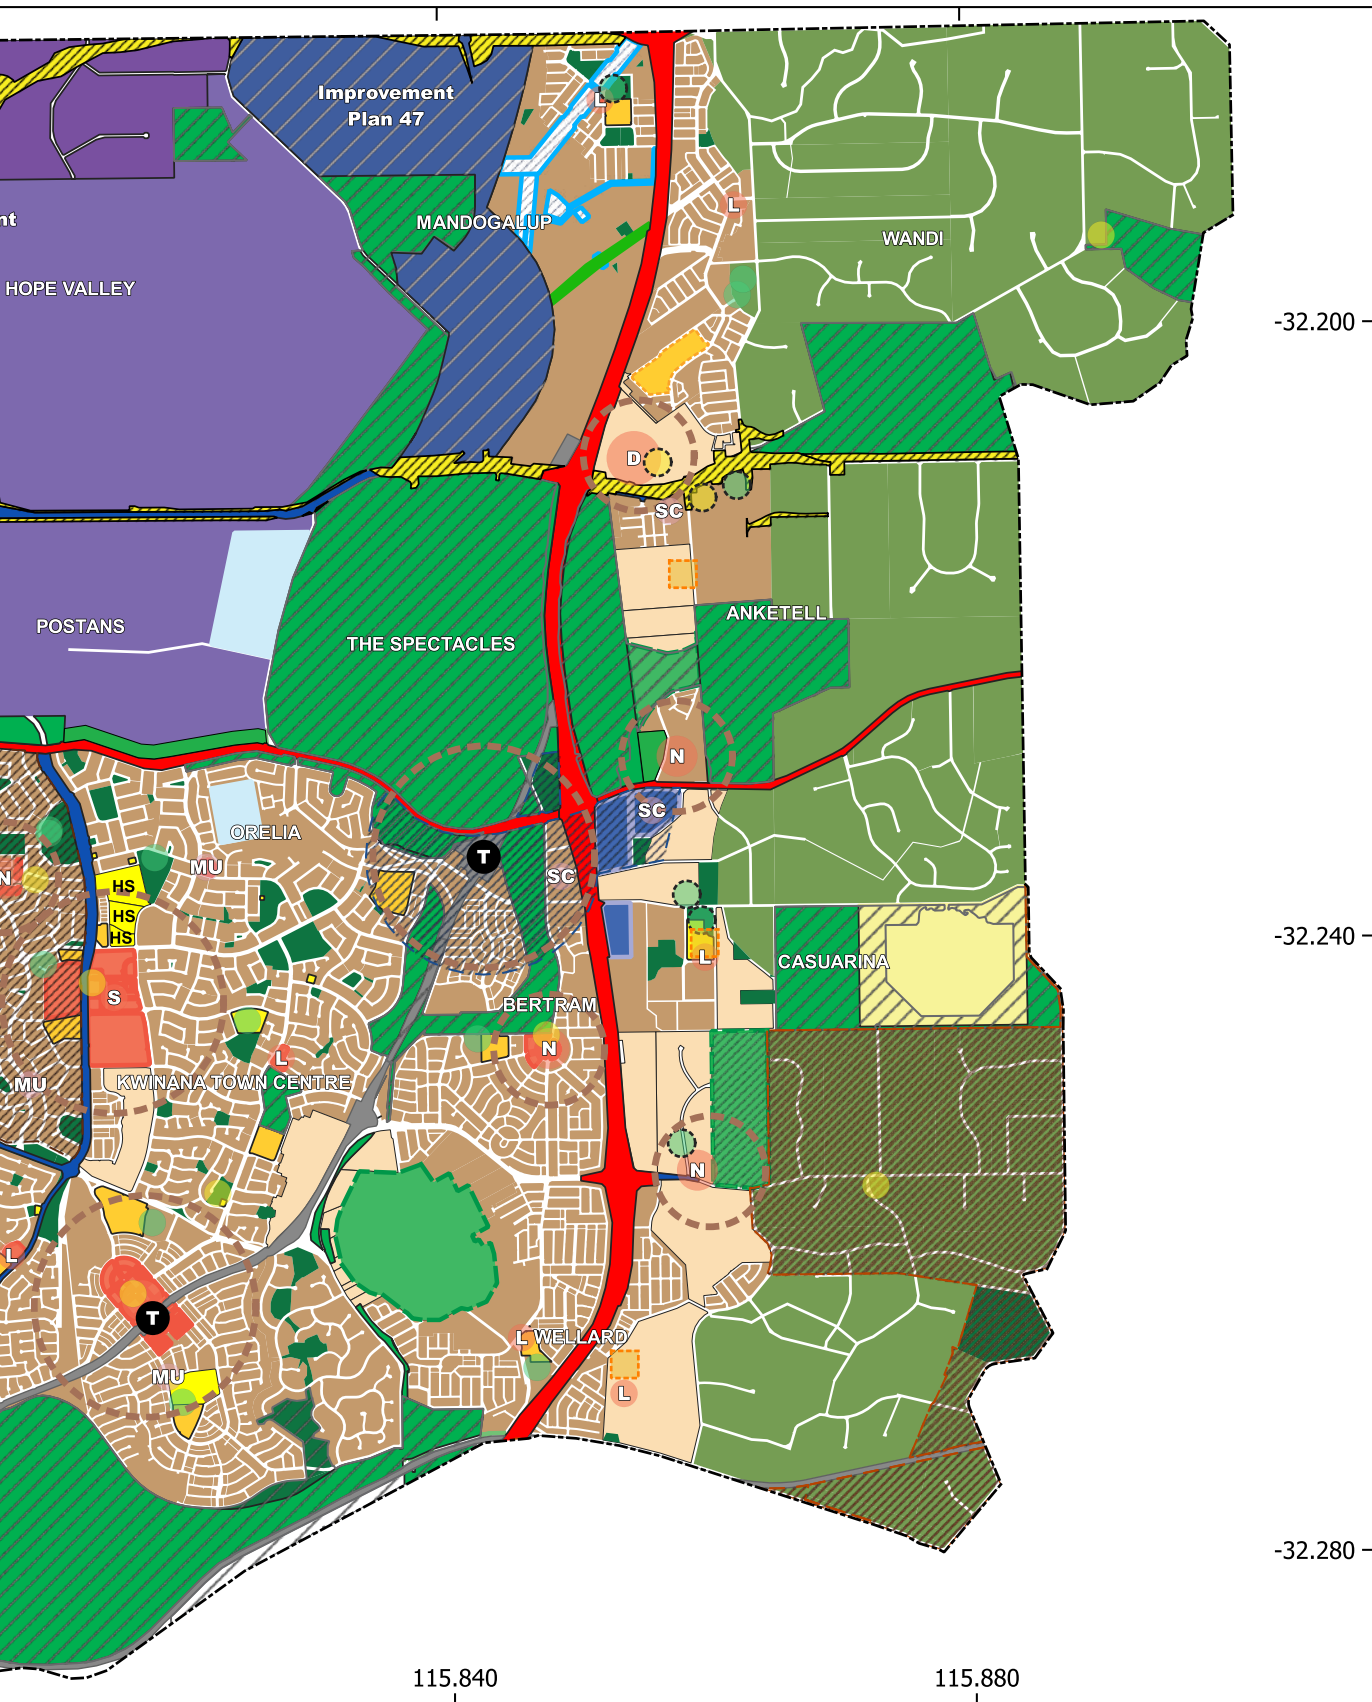 Improvement
Plan 47
L
MANDOGALUP
L
nt
WANDI
HOPE VALLEY
-32.200
D
SC
ANKETELL
POSTANS
THE SPECTACLES
N
SC
ORELIA
T
MU
SC
N
HS
HS
HS
L
-32.240
CASUARINA
S
BERTRAM
N
L
MU
KWINANA TOWN CENTRE
N
L
T
L WELLARD
MU
L
-32.280
115.840
115.880